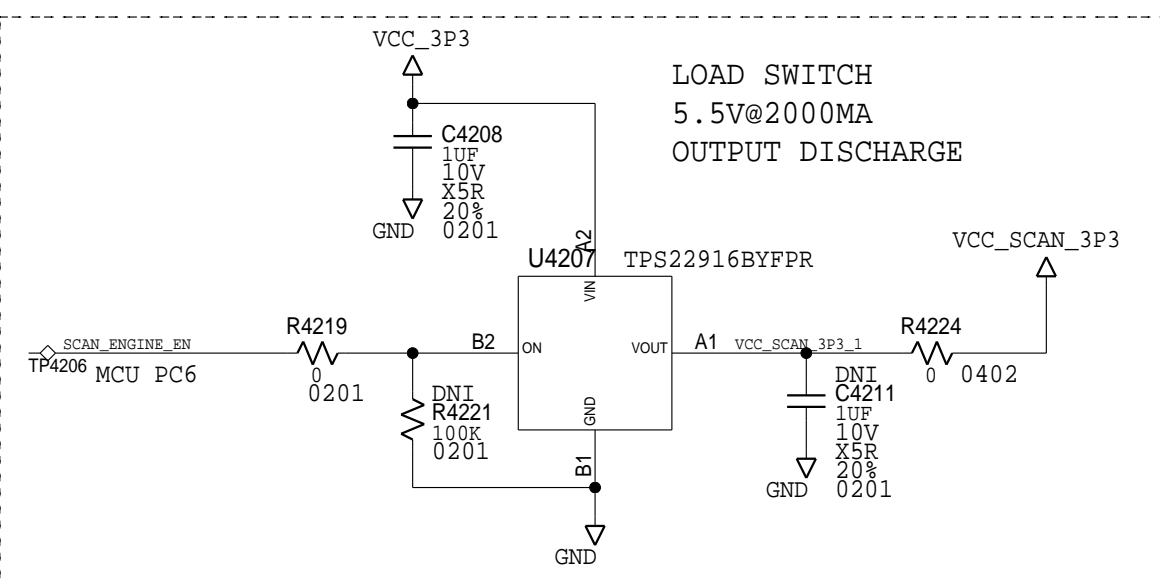 VCC_3P3
LOAD SWITCH
5.5V@2000MA
OUTPUT DISCHARGE
C4208
1UF
10V
X5R
20%
0201
GND
A2
U4207
TPS22916BYFPR
VIN
VCC_SCAN_3P3
R4219
SCAN_ENGINE_EN
TP4206
MCU PC6
0
0201
B2
ON
VOUT
A1
VCC_SCAN_3P3_1
R4224
0
0402
DNI
R4221
100K
0201
GND
B1
DNI
C4211
1UF
10V
X5R
20%
0201
GND
GND